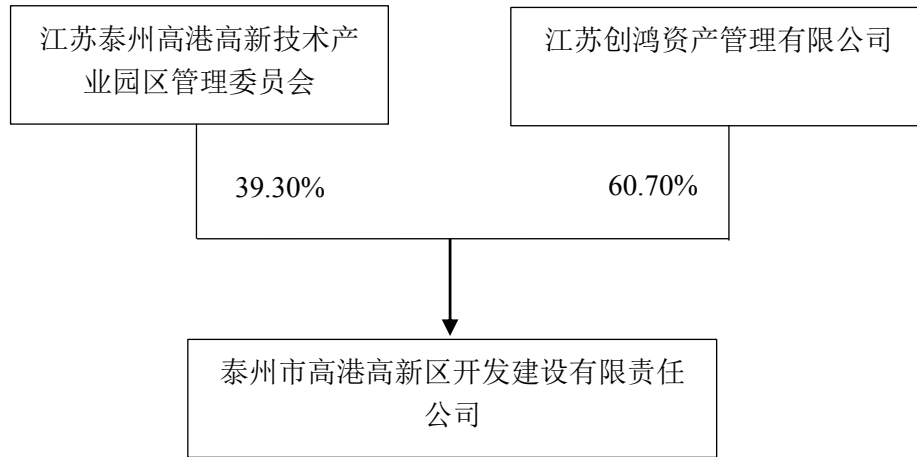 江苏泰州高港高新技术产
业园区管理委员会
江苏创鸿资产管理有限公司
39.30%
60.70%
泰州市高港高新区开发建设有限责任
公司